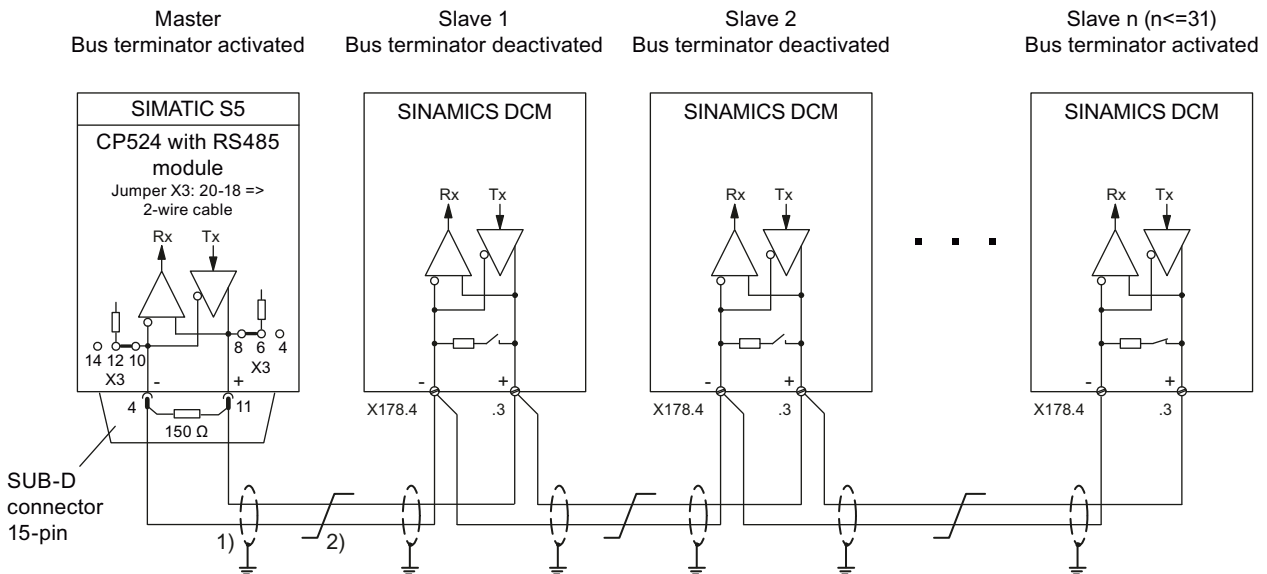 Master
Bus terminator activated
Slave 1
Bus terminator deactivated
Slave 2
Bus terminator deactivated
Slave n (n<=31)
Bus terminator activated
SIMATIC S5
CP524 with RS485
module
Jumper X3: 20-18 =>
2-wire cable
Rx Tx
14 12 10
X3
8 6 4
X3
- +
4 11
150 Ω
SUB-D
connector
15-pin
1) 2)
SINAMICS DCM
Rx Tx
- +
X178.4 .3
SINAMICS DCM
Rx Tx
- +
X178.4 .3
. . .
SINAMICS DCM
Rx Tx
- +
X178.4 .3